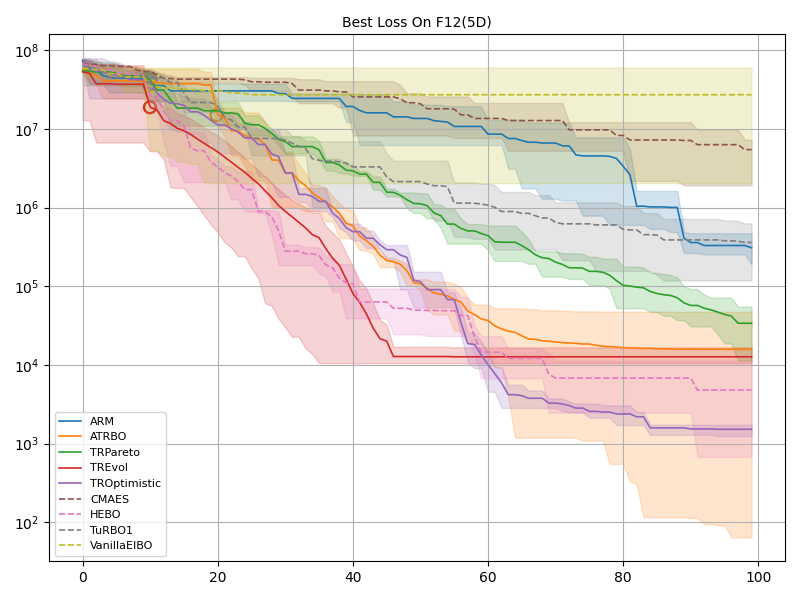 Best Loss On F12(5D)
10^8
10^7
10^6
10^5
10^4
10^3
10^2
ARM
ATRBO
TRPareto
TREvol
TROptimistic
CMAES
HEBO
TuRBO1
VanillaEIBO
0 20 40 60 80 100